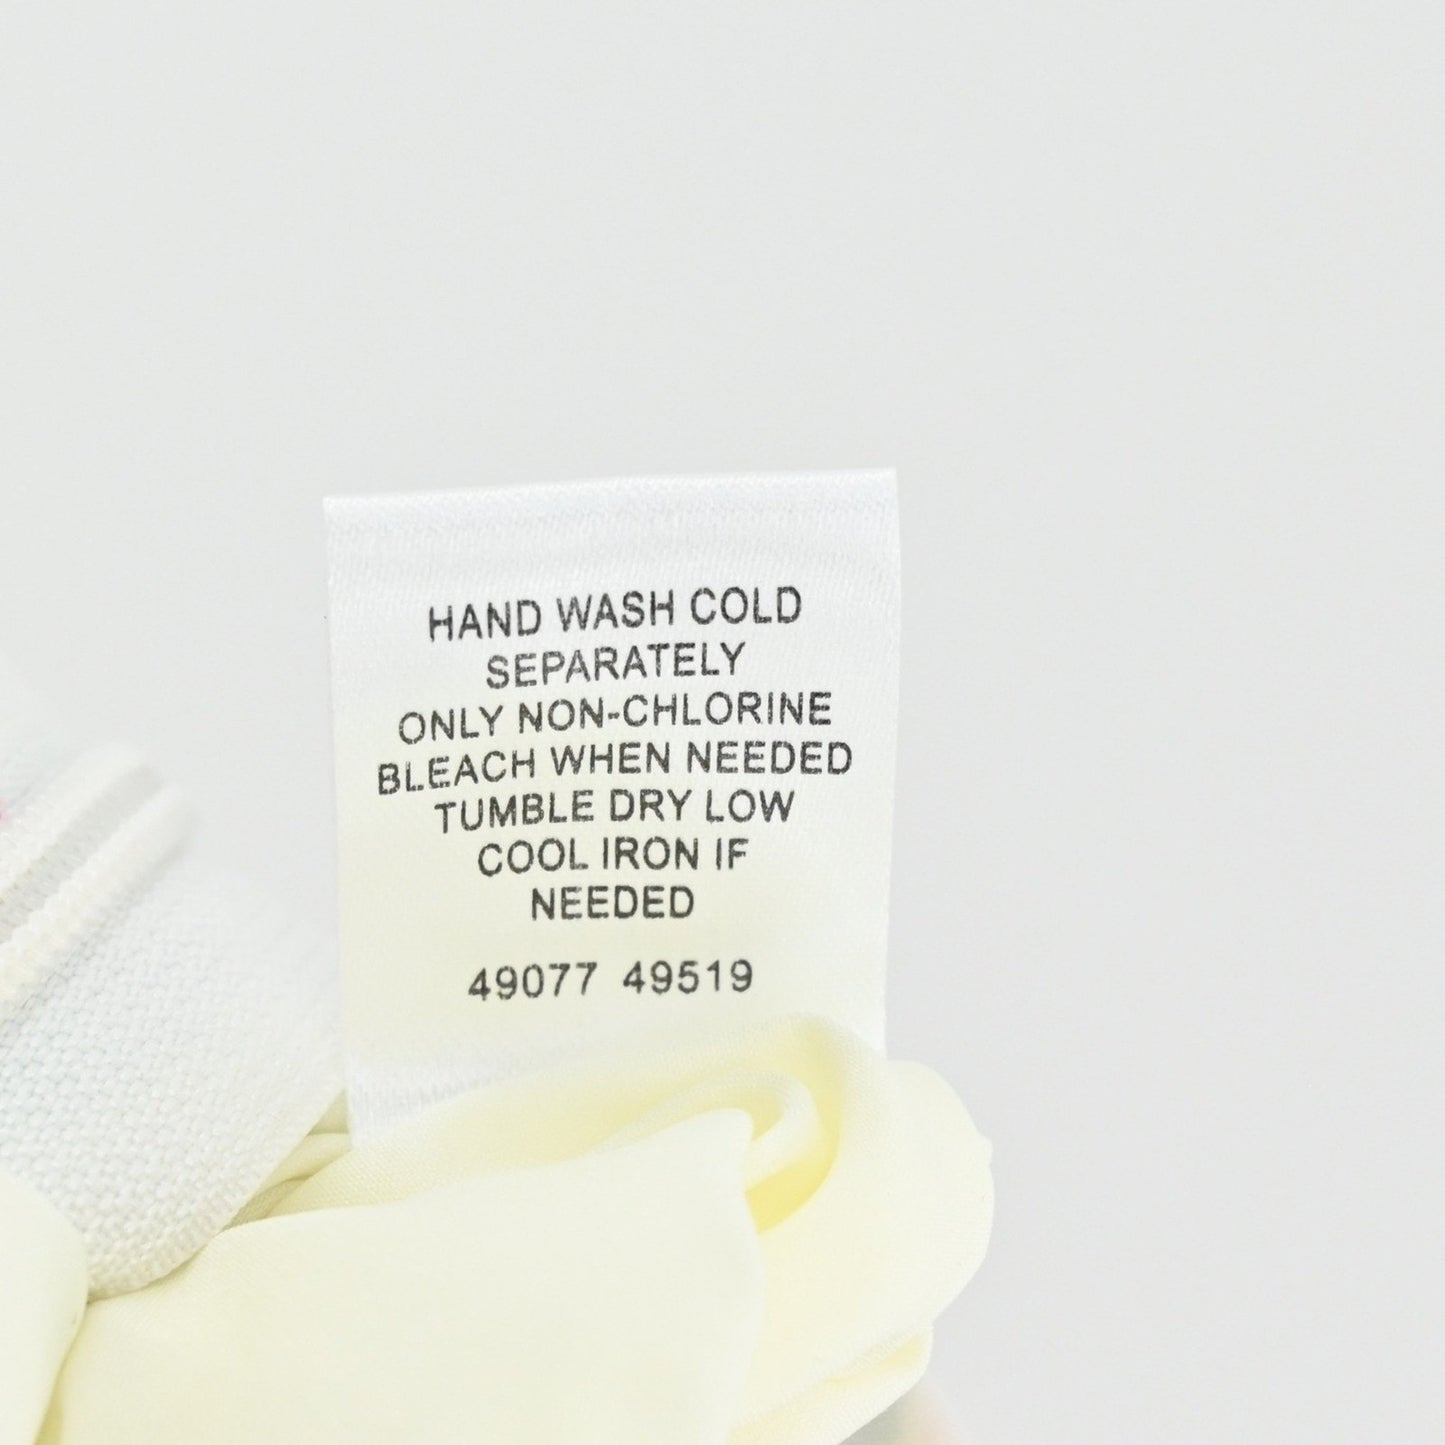 HAND WASH COLD
SEPARATELY
ONLY NON-CHLORINE
BLEACH WHEN NEEDED
TUMBLE DRY LOW
COOL IRON IF
NEEDED
49077 49519